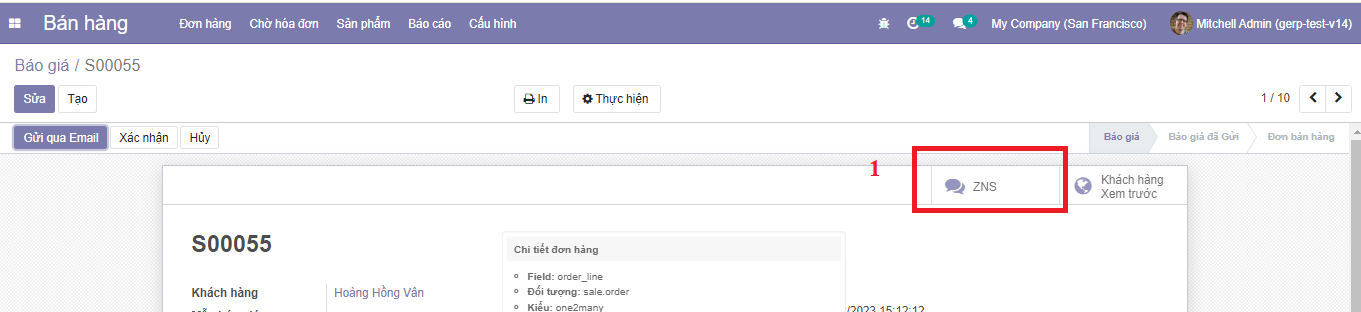 Bán hàng Đơn hàng Chờ hóa đơn Sản phẩm Báo cáo Cấu hình 14 4 My Company (San Francisco) Mitchell Admin (gerp-test-v14)
Báo giá / S00055
Sửa Tạo In Thực hiện 1 / 10
Gửi qua Email Xác nhận Hủy Báo giá Báo giá đã Gửi Đơn bán hàng
1
ZNS
Khách hàng
Xem trước
S00055
Chi tiết đơn hàng
Field: order_line
Đối tượng: sale.order
Kiểu: one2many
Khách hàng Hoàng Hồng Vân
/2023 15:12:12